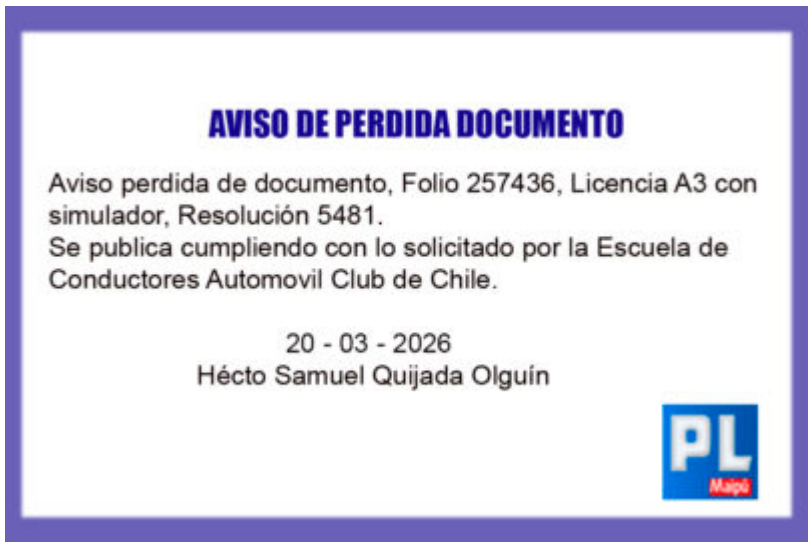 AVISO DE PERDIDA DOCUMENTO
Aviso perdida de documento, Folio 257436, Licencia A3 con
simulador, Resolución 5481.
Se publica cumpliendo con lo solicitado por la Escuela de
Conductores Automovil Club de Chile.
20 - 03 - 2026
Hécto Samuel Quijada Olguín
PL
Maipú